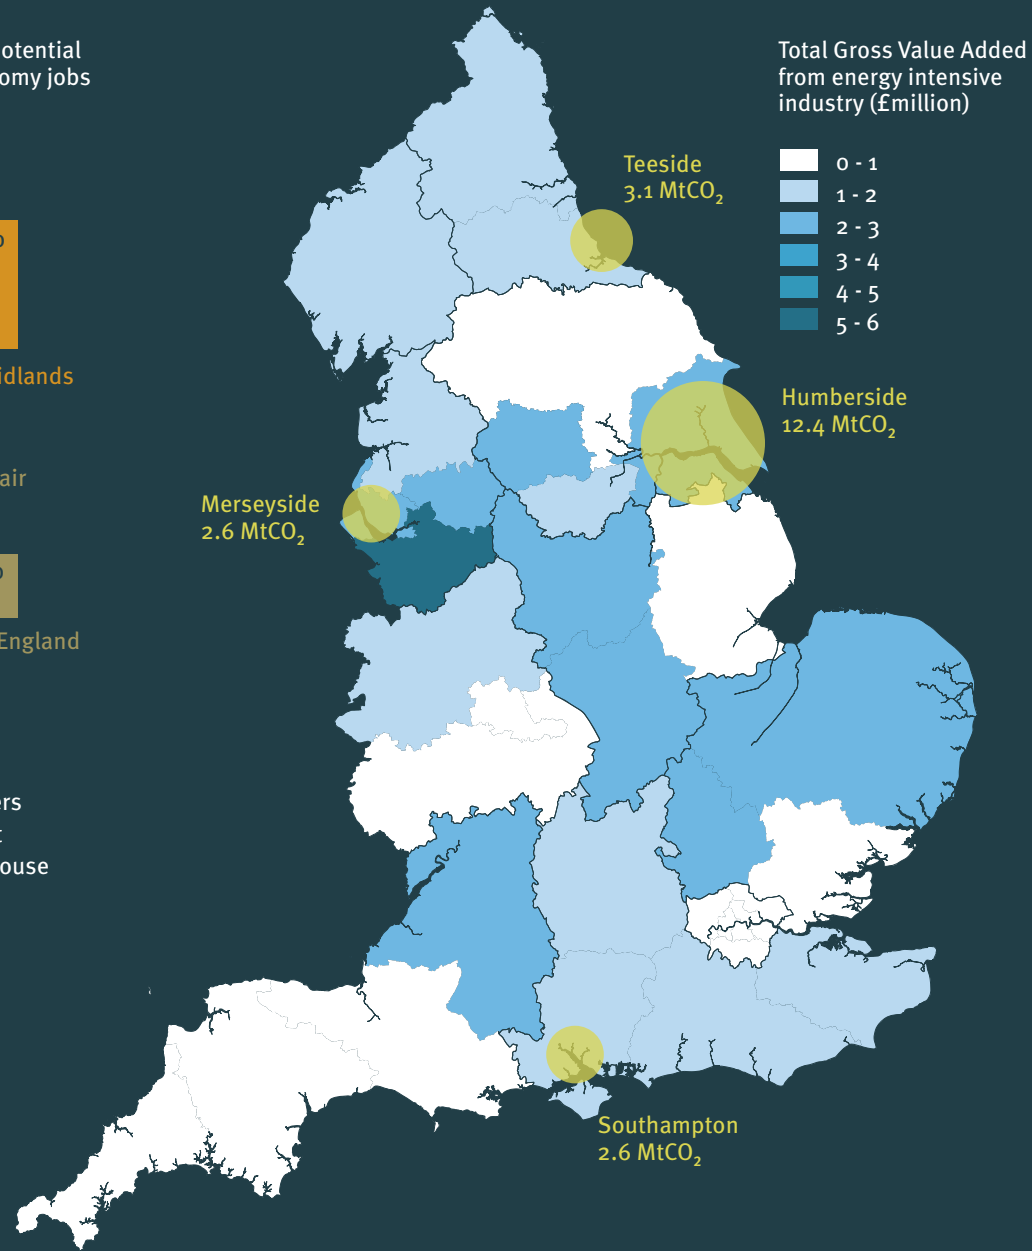 otential
omy jobs
idlands
air
England
ers
t
ouse
Total Gross Value Added
from energy intensive
industry (£million)
0 - 1
1 - 2
2 - 3
3 - 4
4 - 5
5 - 6
Teeside
3.1 MtCO₂
Humberside
12.4 MtCO₂
Merseyside
2.6 MtCO₂
Southampton
2.6 MtCO₂